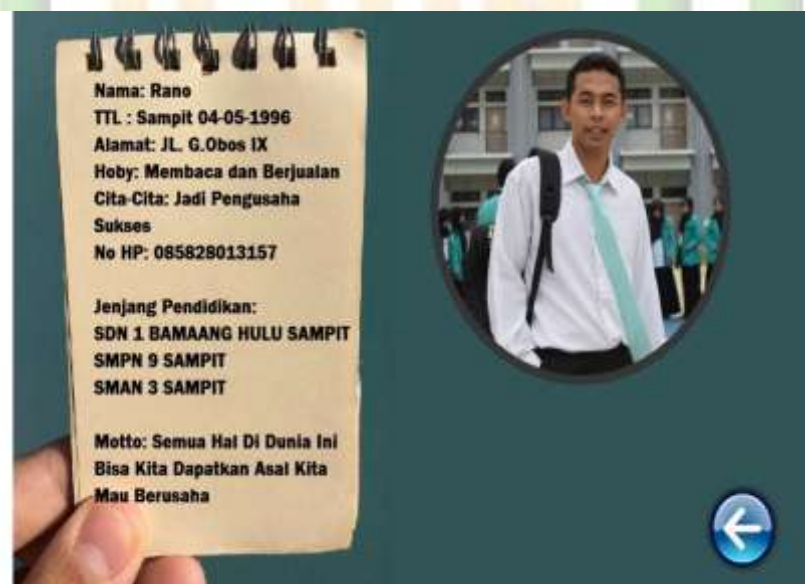 Nama: Rano
TTL : Sampit 04-05-1996
Alamat: JL. G.Obos IX
Hoby: Membaca dan Berjualan
Cita-Cita: Jadi Pengusaha
Sukses
No HP: 085828013157
Jenjang Pendidikan:
SDN 1 BAMAANG HULU SAMPIT
SMPN 9 SAMPIT
SMAN 3 SAMPIT
Motto: Semua Hal Di Dunia Ini
Bisa Kita Dapatkan Asal Kita
Mau Berusaha